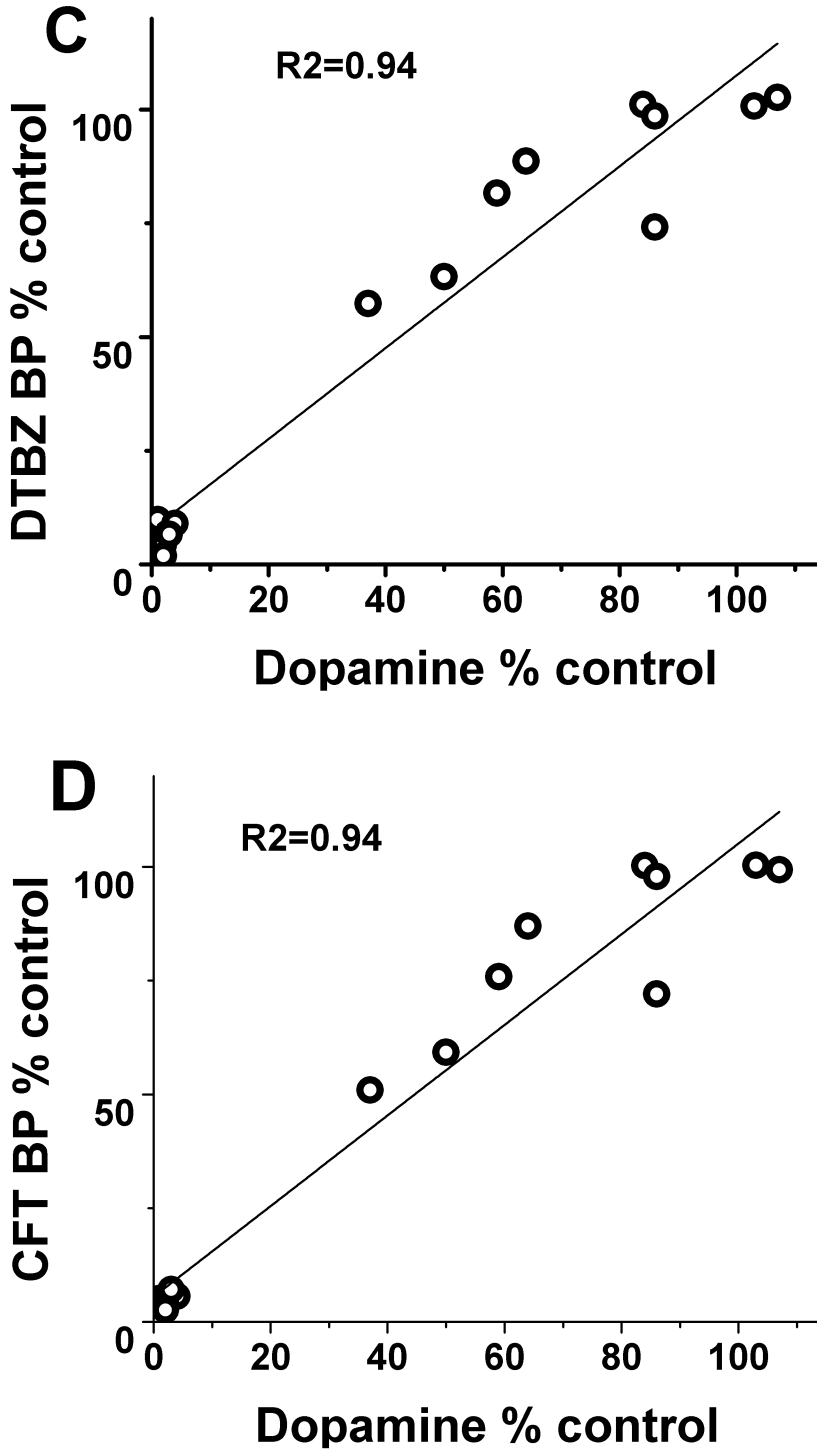 C
R2=0.94
DTBZ BP % control
100
50
0
0 20 40 60 80 100
Dopamine % control
D
R2=0.94
CFT BP % control
100
50
0
0 20 40 60 80 100
Dopamine % control